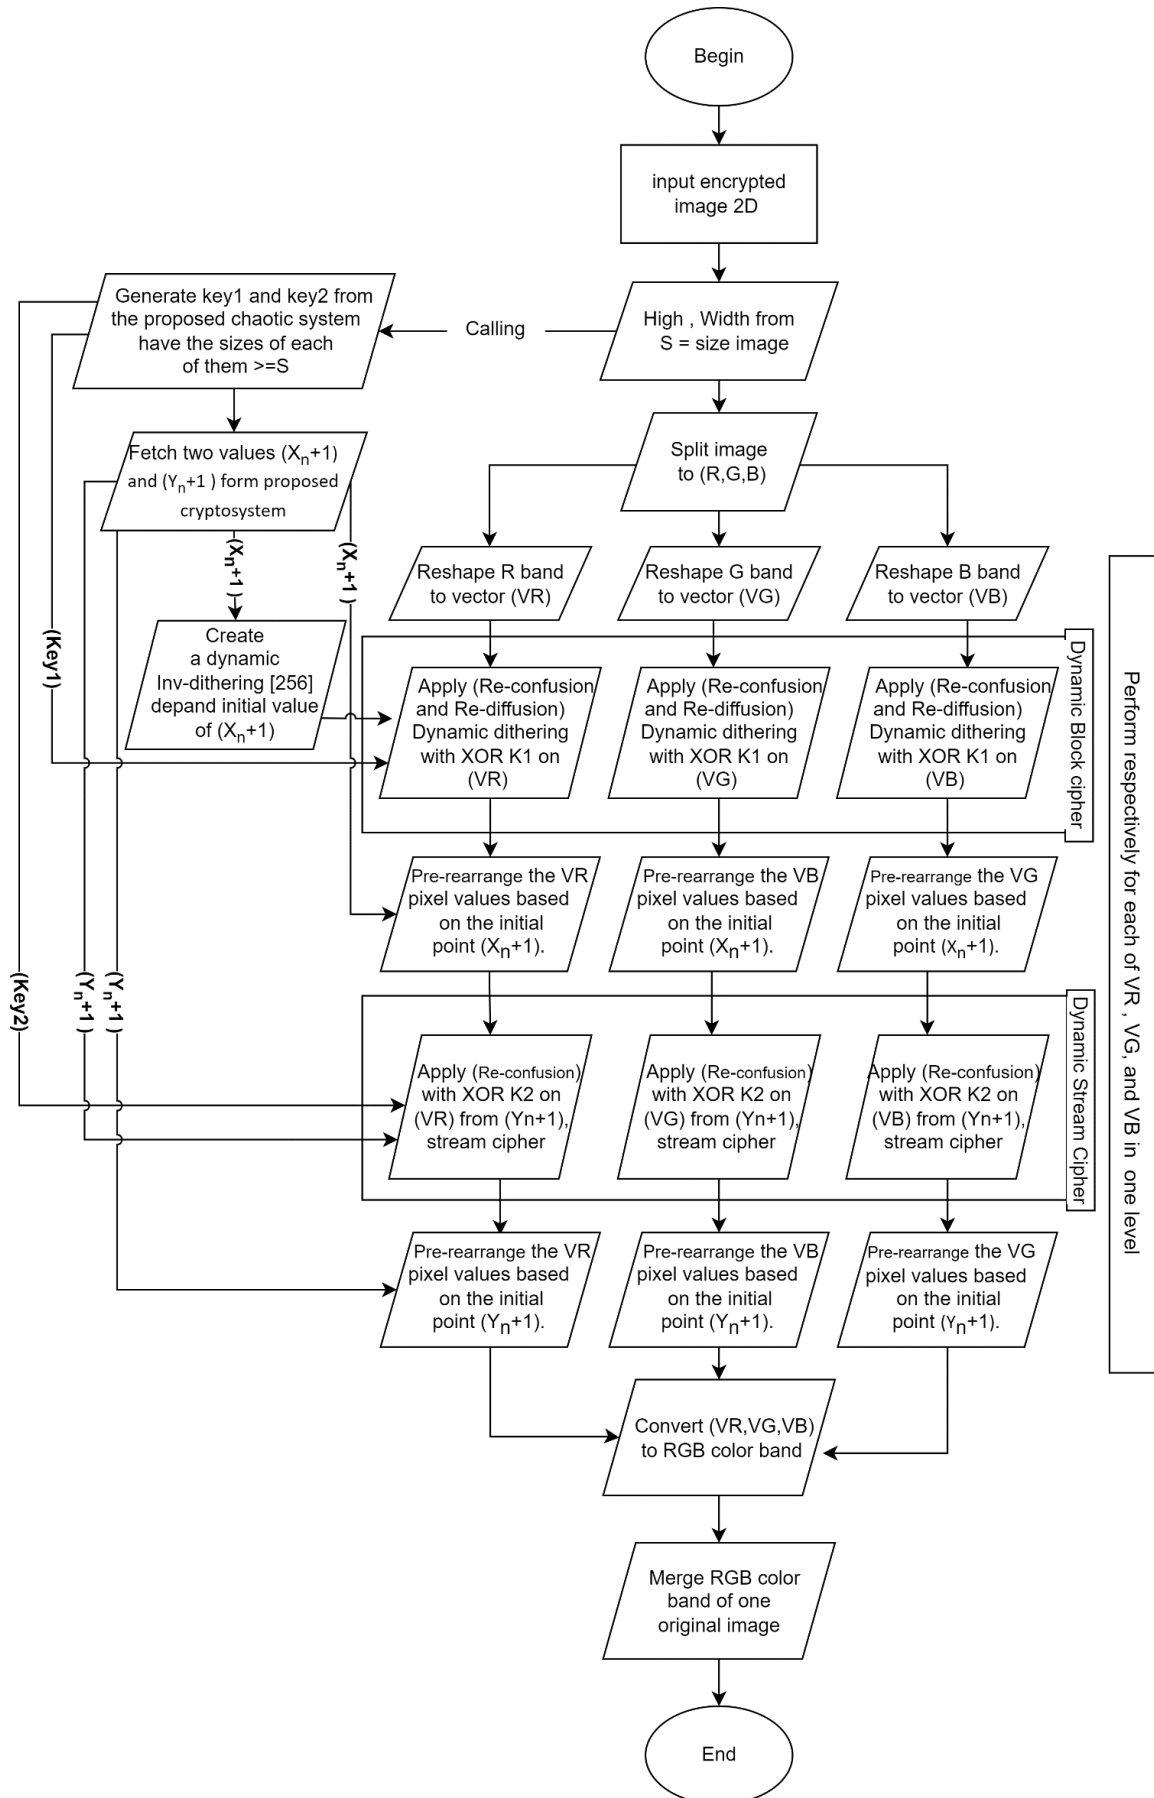 Begin
input encrypted
image 2D
Generate key1 and key2 from
the proposed chaotic system
have the sizes of each
of them >=S
Calling
High , Width from
S = size image
Fetch two values (Xn+1)
and (Yn+1 ) form proposed
cryptosystem
Split image
to (R,G,B)
(Xn+1 )
(Xn+1 )
Reshape R band
to vector (VR)
Reshape G band
to vector (VG)
Reshape B band
to vector (VB)
(Key1)
Create
a dynamic
Inv-dithering [256]
depand initial value
of (Xn+1)
Apply (Re-confusion
and Re-diffusion)
Dynamic dithering
with XOR K1 on
(VR)
Apply (Re-confusion
and Re-diffusion)
Dynamic dithering
with XOR K1 on
(VG)
Apply (Re-confusion
and Re-diffusion)
Dynamic dithering
with XOR K1 on
(VB)
Dynamic Block cipher
Perform respectively for each of VR , VG, and VB in one level
Pre-rearrange the VR
pixel values based
on the initial
point (Xn+1).
Pre-rearrange the VB
pixel values based
on the initial
point (Xn+1).
Pre-rearrange the VG
pixel values based
on the initial
point (Xn+1).
(Key2)
(Yn+1 )
(Yn+1 )
Apply (Re-confusion)
with XOR K2 on
(VR) from (Yn+1),
stream cipher
Apply (Re-confusion)
with XOR K2 on
(VG) from (Yn+1),
stream cipher
Apply (Re-confusion)
with XOR K2 on
(VB) from (Yn+1),
stream cipher
Dynamic Stream Cipher
Pre-rearrange the VR
pixel values based
on the initial
point (Yn+1).
Pre-rearrange the VB
pixel values based
on the initial
point (Yn+1).
Pre-rearrange the VG
pixel values based
on the initial
point (Yn+1).
Convert (VR,VG,VB)
to RGB color band
Merge RGB color
band of one
original image
End